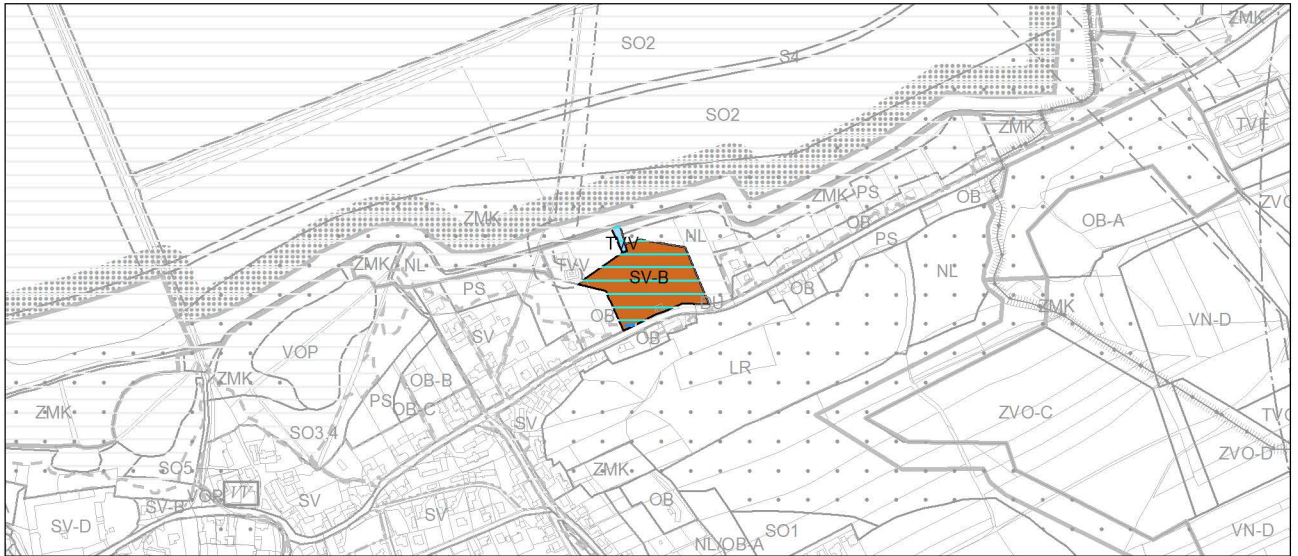 ZMK
SO2
S4
SO2
ZMK
TVE
OB-A
ZMK
PS
OB
OB
ZVO
ZMK
TVV
NL
PS
ZMK
NL
TVV
SV-B
NL
PS
OB
BU
OB
ZMK
SV
OB
VN-D
VOP
LR
ZMK
OB-B
PS
OB-C
ZVO-C
ZMK
SO3.4
SV
TVO
ZVO-D
SO5
ZMK
VOP
SV
OB
SV-B
SV-D
SV
SO1
NL/OB-A
VN-D